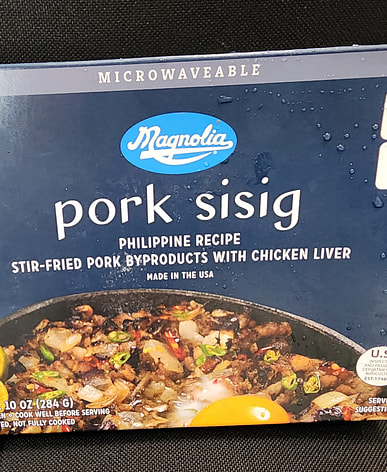 MICROWAVEABLE
Magnolia
pork sisig
PHILIPPINE RECIPE
STIR-FRIED PORK BYPRODUCTS WITH CHICKEN LIVER
MADE IN THE USA
U.S.
10 OZ (284 G)
COOK WELL BEFORE SERVING
NOT FULLY COOKED